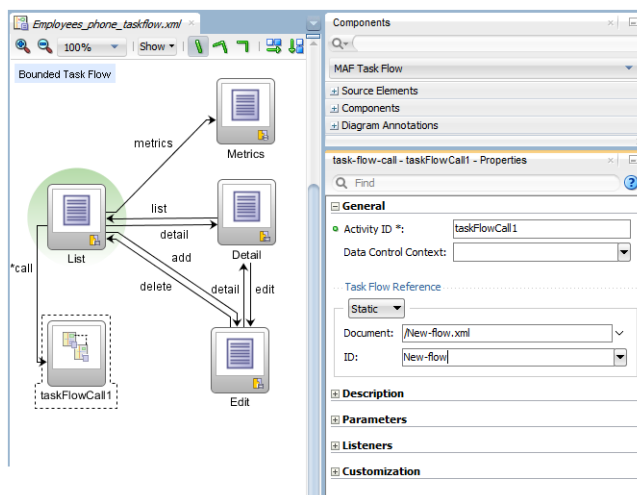 Employees_phone_taskflow.xml
100%
Show
Bounded Task Flow
metrics
Metrics
list
detail
List
Detail
add
*call
delete
detail
edit
taskFlowCall1
Edit
Components
MAF Task Flow
Source Elements
Components
Diagram Annotations
task-flow-call - taskFlowCall1 - Properties
Find
General
Activity ID *: taskFlowCall1
Data Control Context:
Task Flow Reference
Static
Document: /New-flow.xml
ID: New-flow
Description
Parameters
Listeners
Customization